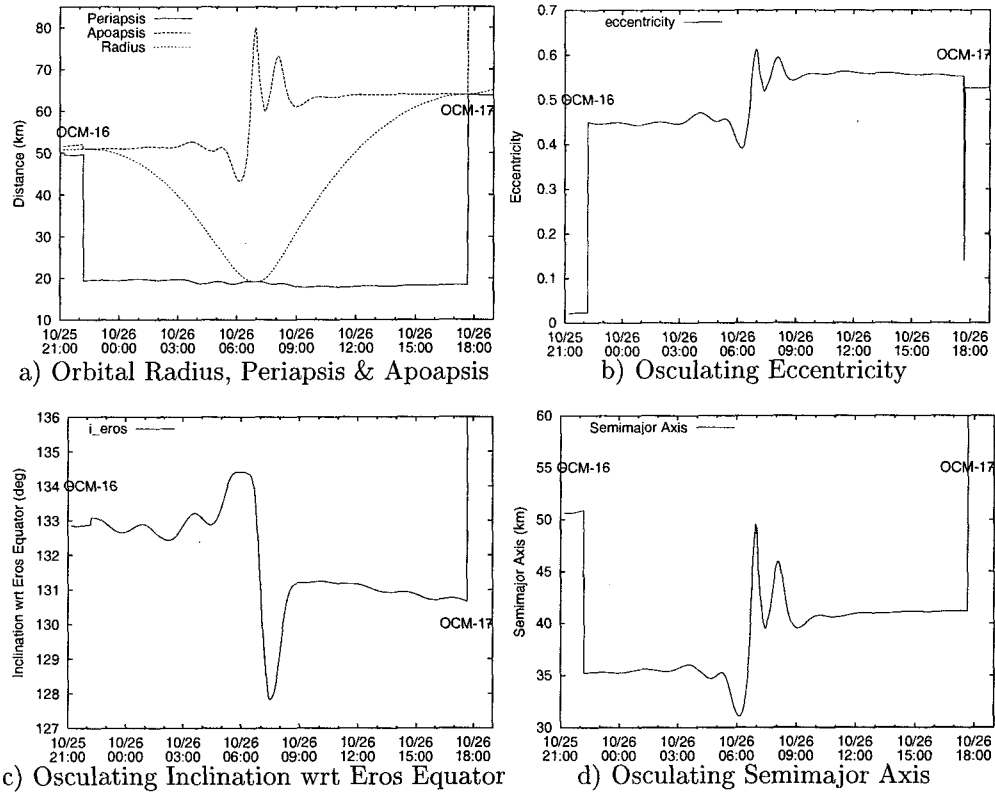 Periapsis
Apoapsis
Radius
Distance (km)
85
80
70
60
50
40
30
20
10
OCM-16
OCM-17
10/25 10/26 10/26 10/26 10/26 10/26 10/26 10/26
21:00 00:00 03:00 06:00 09:00 12:00 15:00 18:00
a) Orbital Radius, Periapsis & Apoapsis
eccentricity
Eccentricity
0.7
0.6
0.5
0.4
0.3
0.2
0.1
0
OCM-16
OCM-17
10/25 10/26 10/26 10/26 10/26 10/26 10/26 10/26
21:00 00:00 03:00 06:00 09:00 12:00 15:00 18:00
b) Osculating Eccentricity
i_eros
Inclination wrt Eros Equator (deg)
136
135
134
133
132
131
130
129
128
127
OCM-16
OCM-17
10/25 10/26 10/26 10/26 10/26 10/26 10/26 10/26
21:00 00:00 03:00 06:00 09:00 12:00 15:00 18:00
c) Osculating Inclination wrt Eros Equator
Semimajor Axis
Semimajor Axis (km)
60
55
50
45
40
35
30
OCM-16
OCM-17
10/25 10/26 10/26 10/26 10/26 10/26 10/26 10/26
21:00 00:00 03:00 06:00 09:00 12:00 15:00 18:00
d) Osculating Semimajor Axis